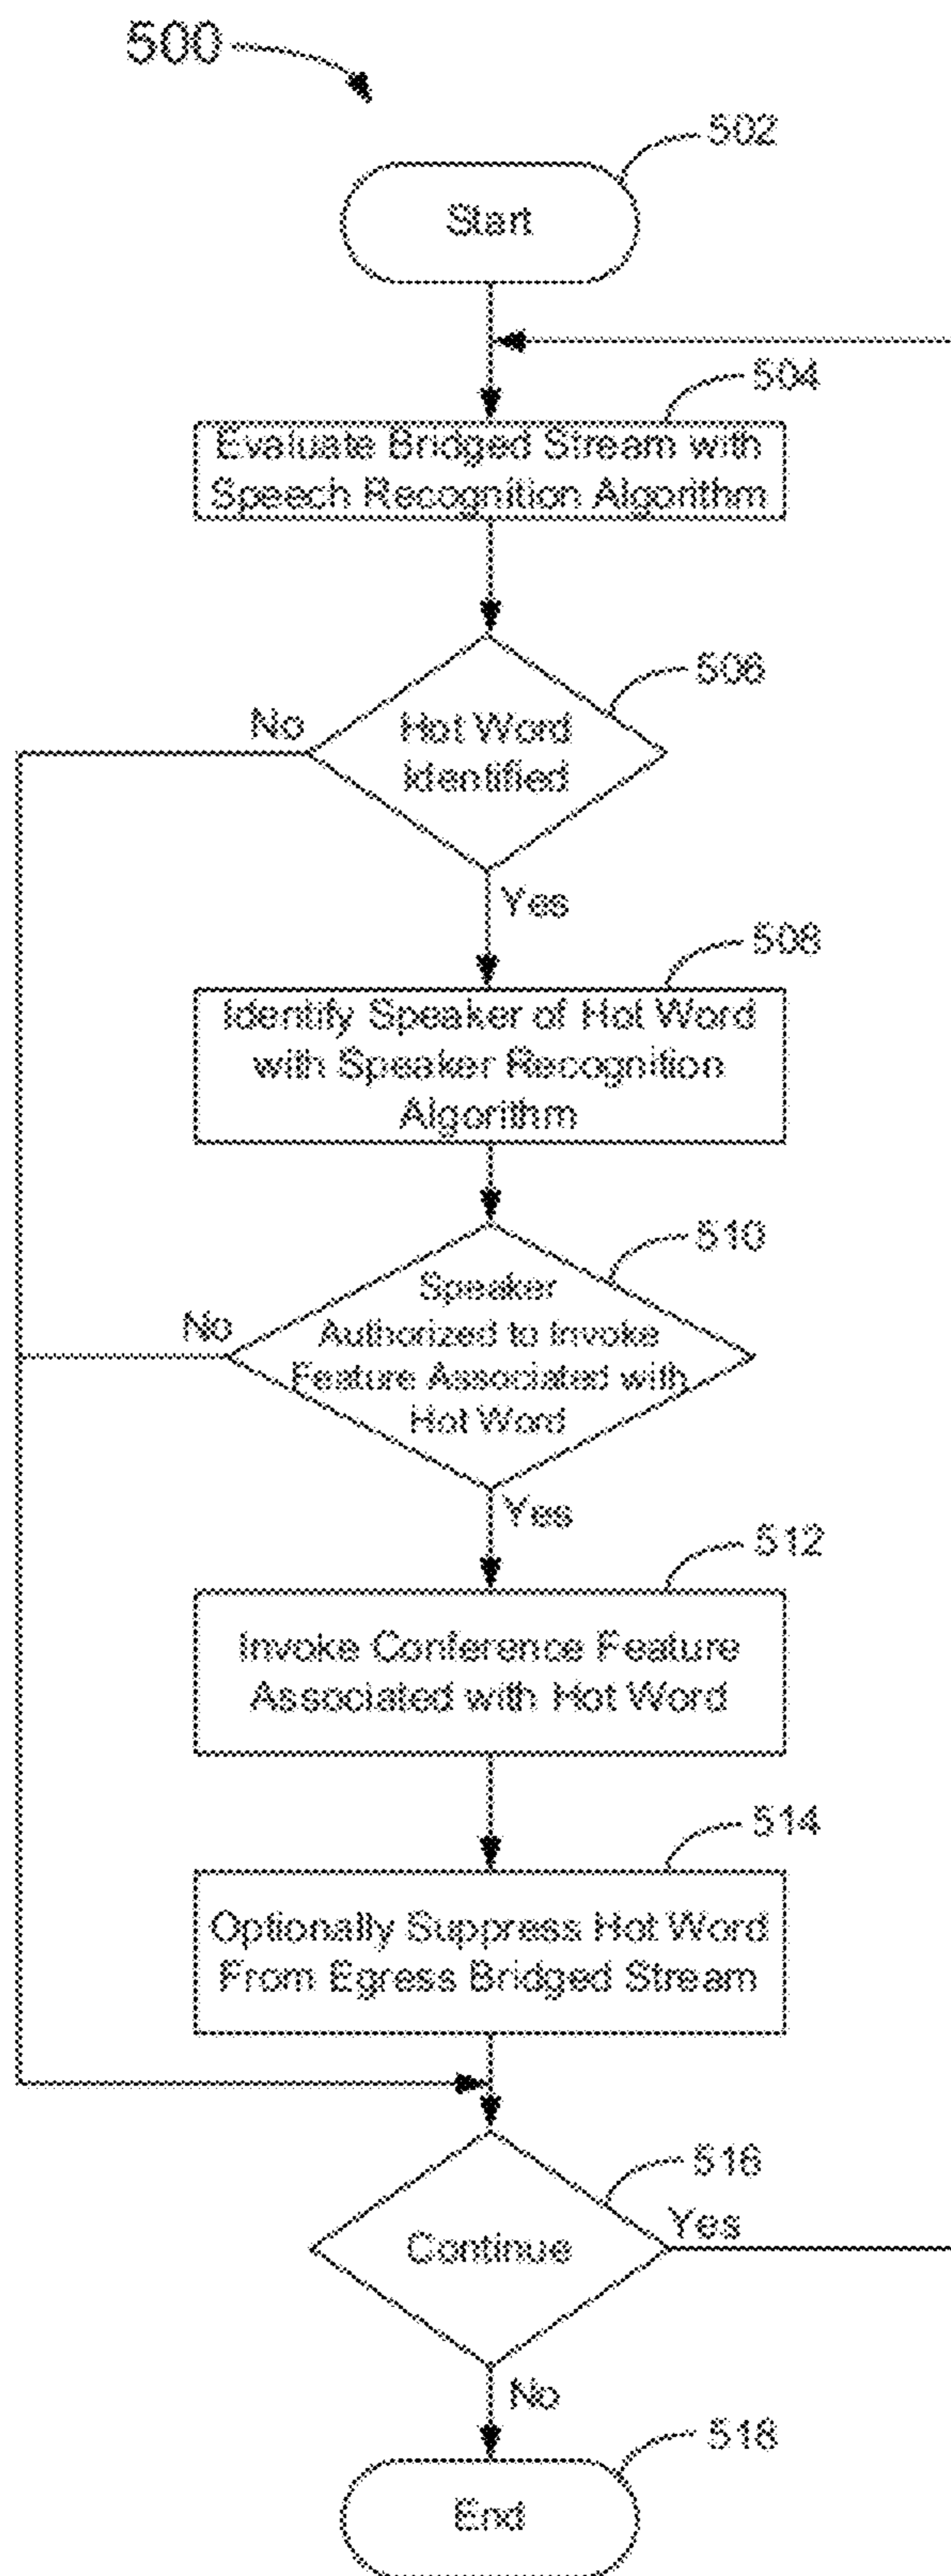 500
502
Start
504
Evaluate Bridged Stream with
Speech Recognition Algorithm
506
No
Hot Word
Identified
Yes
508
Identify Speaker of Hot Word
with Speaker Recognition
Algorithm
510
No
Speaker
Authorized to Invoke
Feature Associated with
Hot Word
Yes
512
Invoke Conference Feature
Associated with Hot Word
514
Optionally Suppress Hot Word
From Egress Bridged Stream
516
Yes
Continue
No
518
End